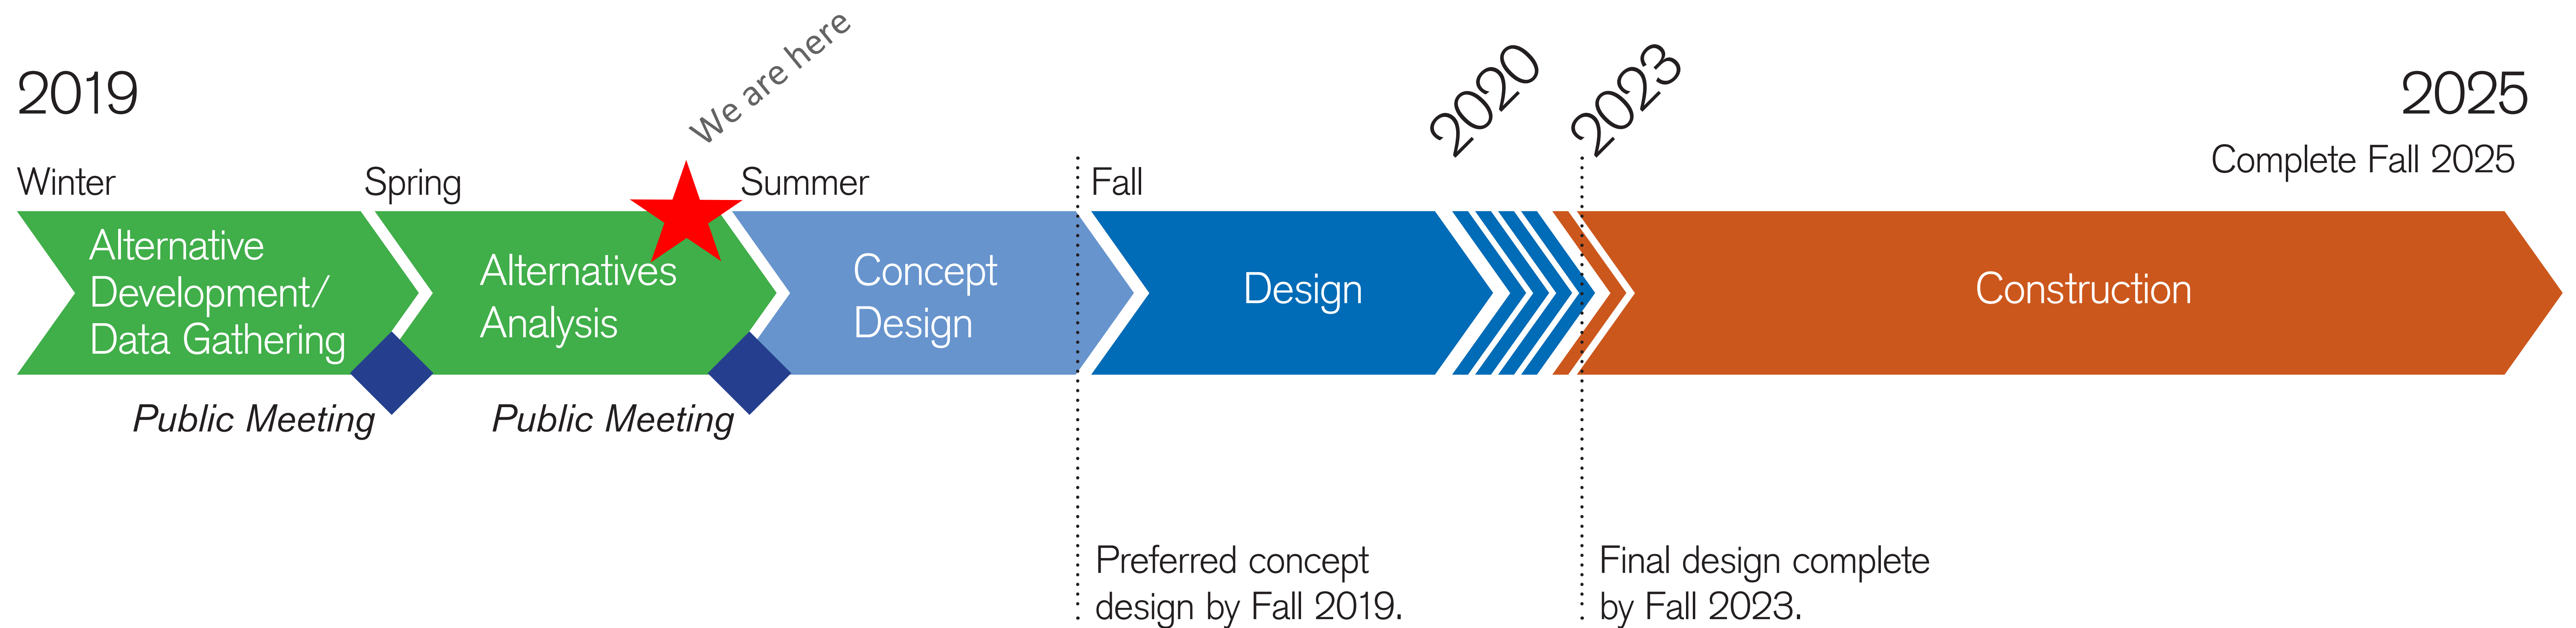 We are here
2019
2020
2023
2025
Complete Fall 2025
Winter
Spring
Summer
Fall
Alternative
Development/
Data Gathering
Alternatives
Analysis
Concept
Design
Design
Construction
Public Meeting
Public Meeting
Preferred concept
design by Fall 2019.
Final design complete
by Fall 2023.